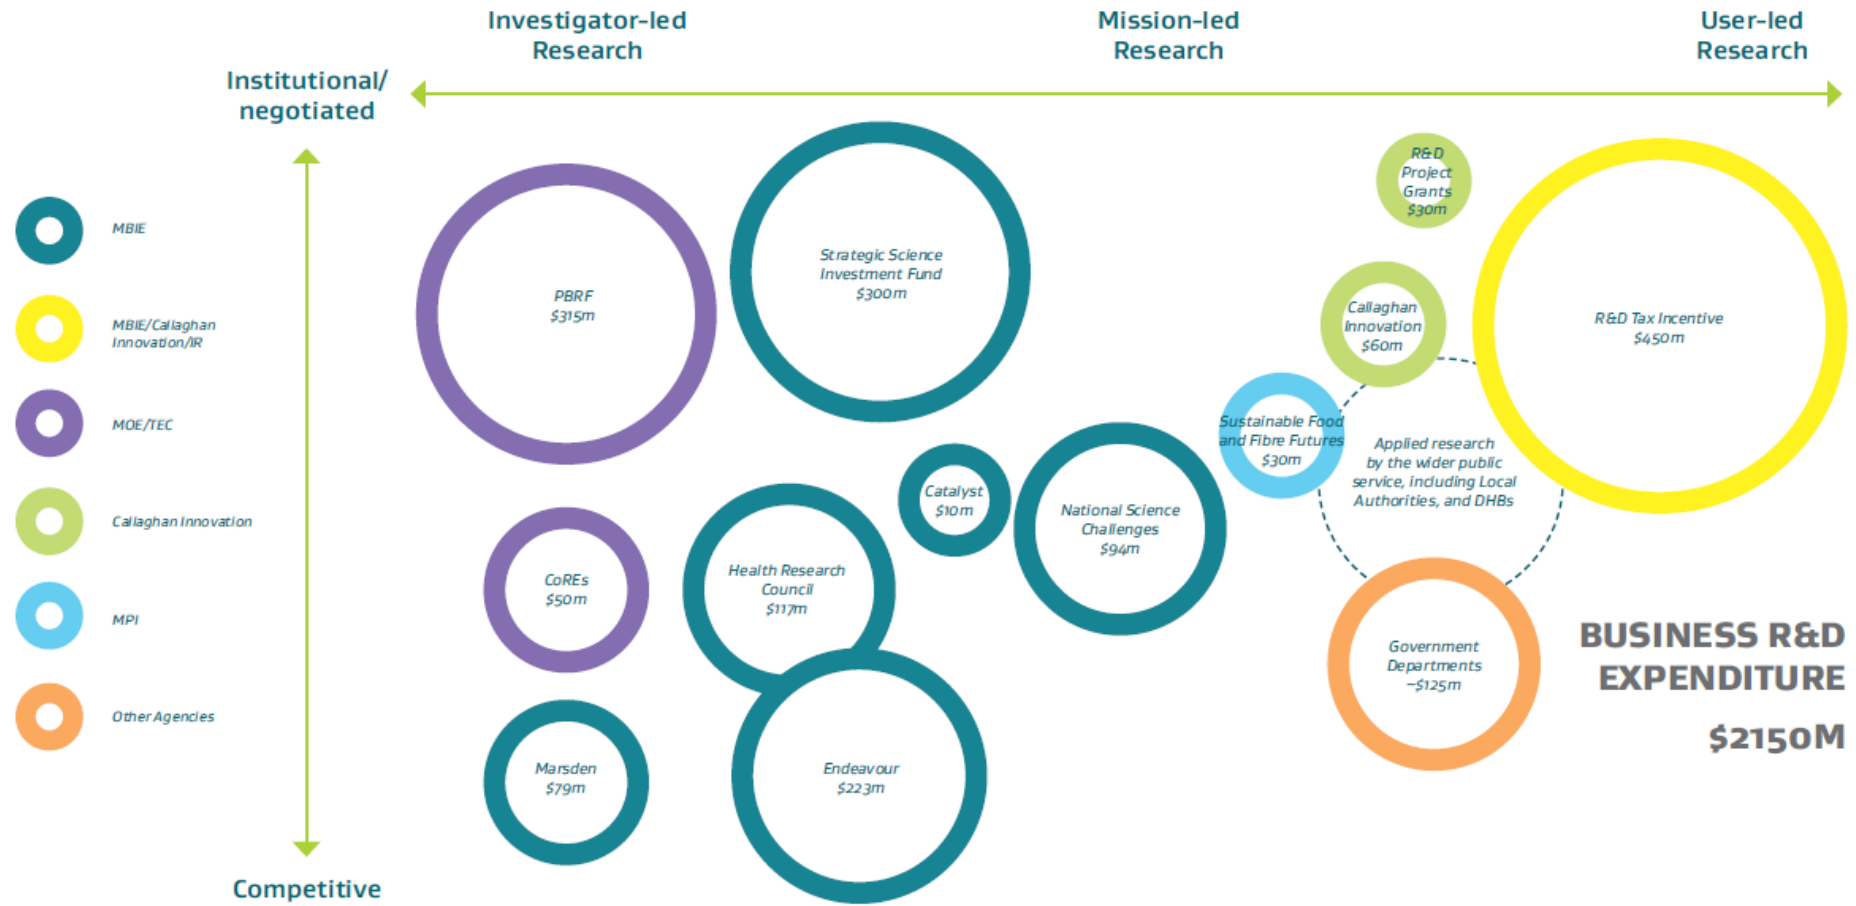 Investigator-led
Research
Mission-led
Research
User-led
Research
Institutional/
negotiated
MBIE
MBIE/Callaghan
Innovation/IR
MOE/TEC
Callaghan Innovation
MPI
Other Agencies
Competitive
PBRF
$315m
Strategic Science
Investment Fund
$300m
R&D
Project
Grants
$30m
Callaghan
Innovation
$60m
R&D Tax Incentive
$450m
Sustainable Food
and Fibre Futures
$30m
Applied research
by the wider public
service, including Local
Authorities, and DHBs
Catalyst
$10m
National Science
Challenges
$94m
CoREs
$50m
Health Research
Council
$117m
Government
Departments
~$125m
Marsden
$79m
Endeavour
$223m
BUSINESS R&D
EXPENDITURE
$2150M